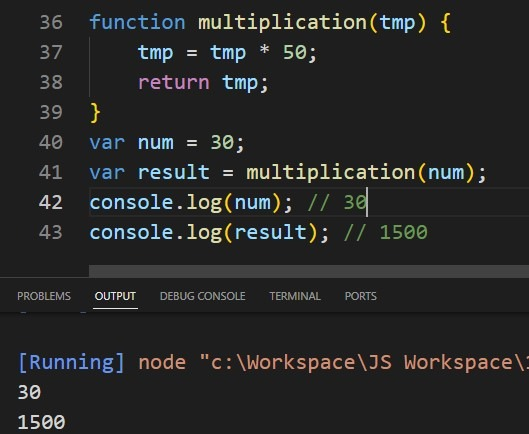 36 function multiplication(tmp) {
37     tmp = tmp * 50;
38     return tmp;
39 }
40 var num = 30;
41 var result = multiplication(num);
42 console.log(num); // 30
43 console.log(result); // 1500
PROBLEMS OUTPUT DEBUG CONSOLE TERMINAL PORTS
[Running] node "c:\Workspace\JS Workspace\
30
1500